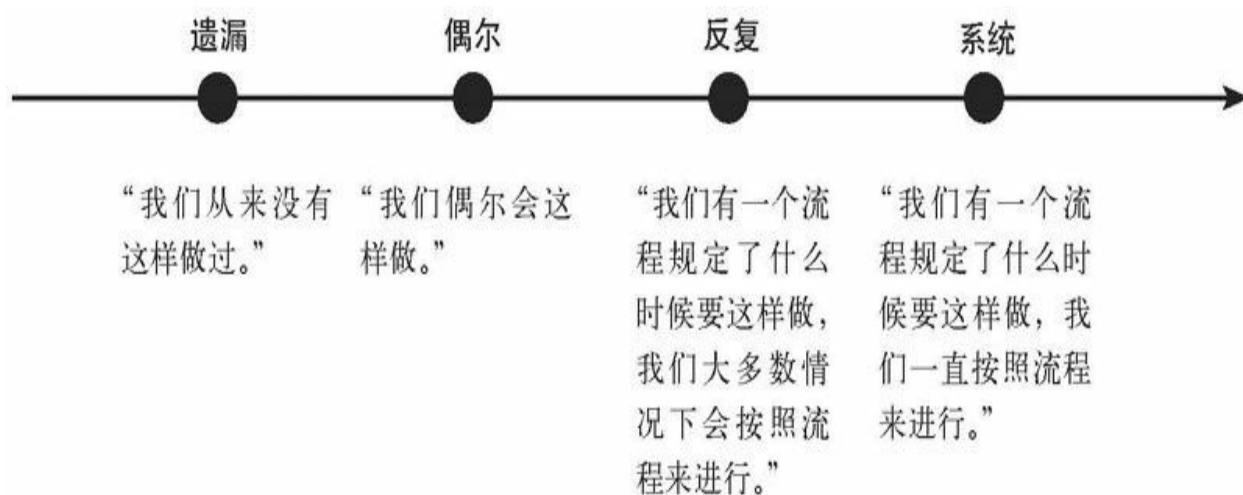 遗漏
偶尔
反复
系统
“我们从来没有
这样做过。”
“我们偶尔会这
样做。”
“我们有一个流
程规定了什么
时候要这样做，
我们大多数情
况下会按照流
程来进行。”
“我们有一个流
程规定了什么时
候要这样做，我
们一直按照流程
来进行。”